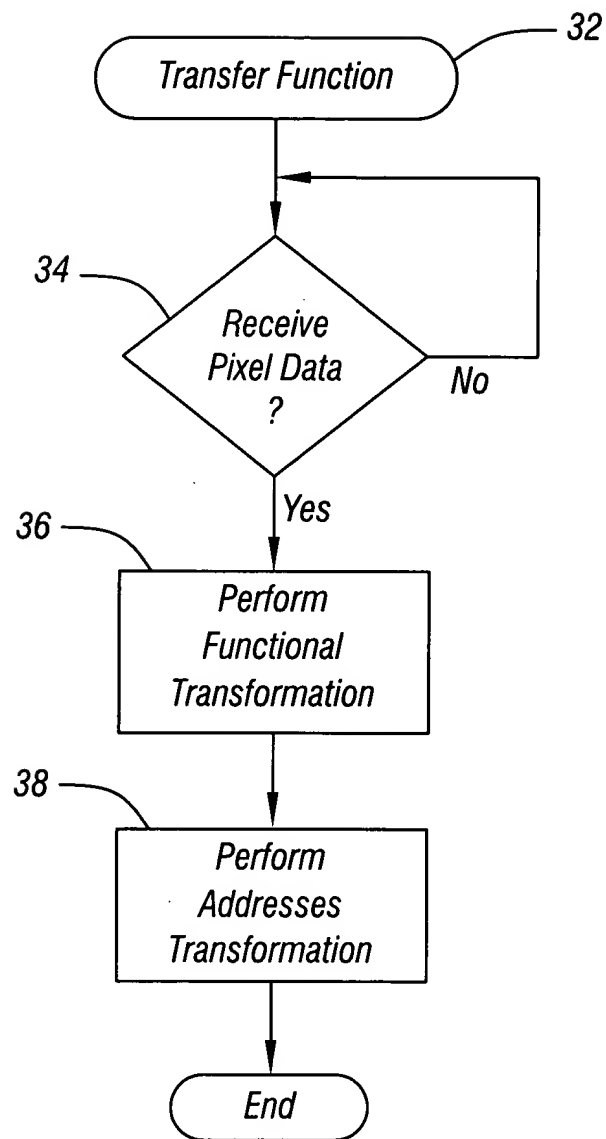 32
Transfer Function
34
Receive
Pixel Data
?
No
Yes
36
Perform
Functional
Transformation
38
Perform
Addresses
Transformation
End